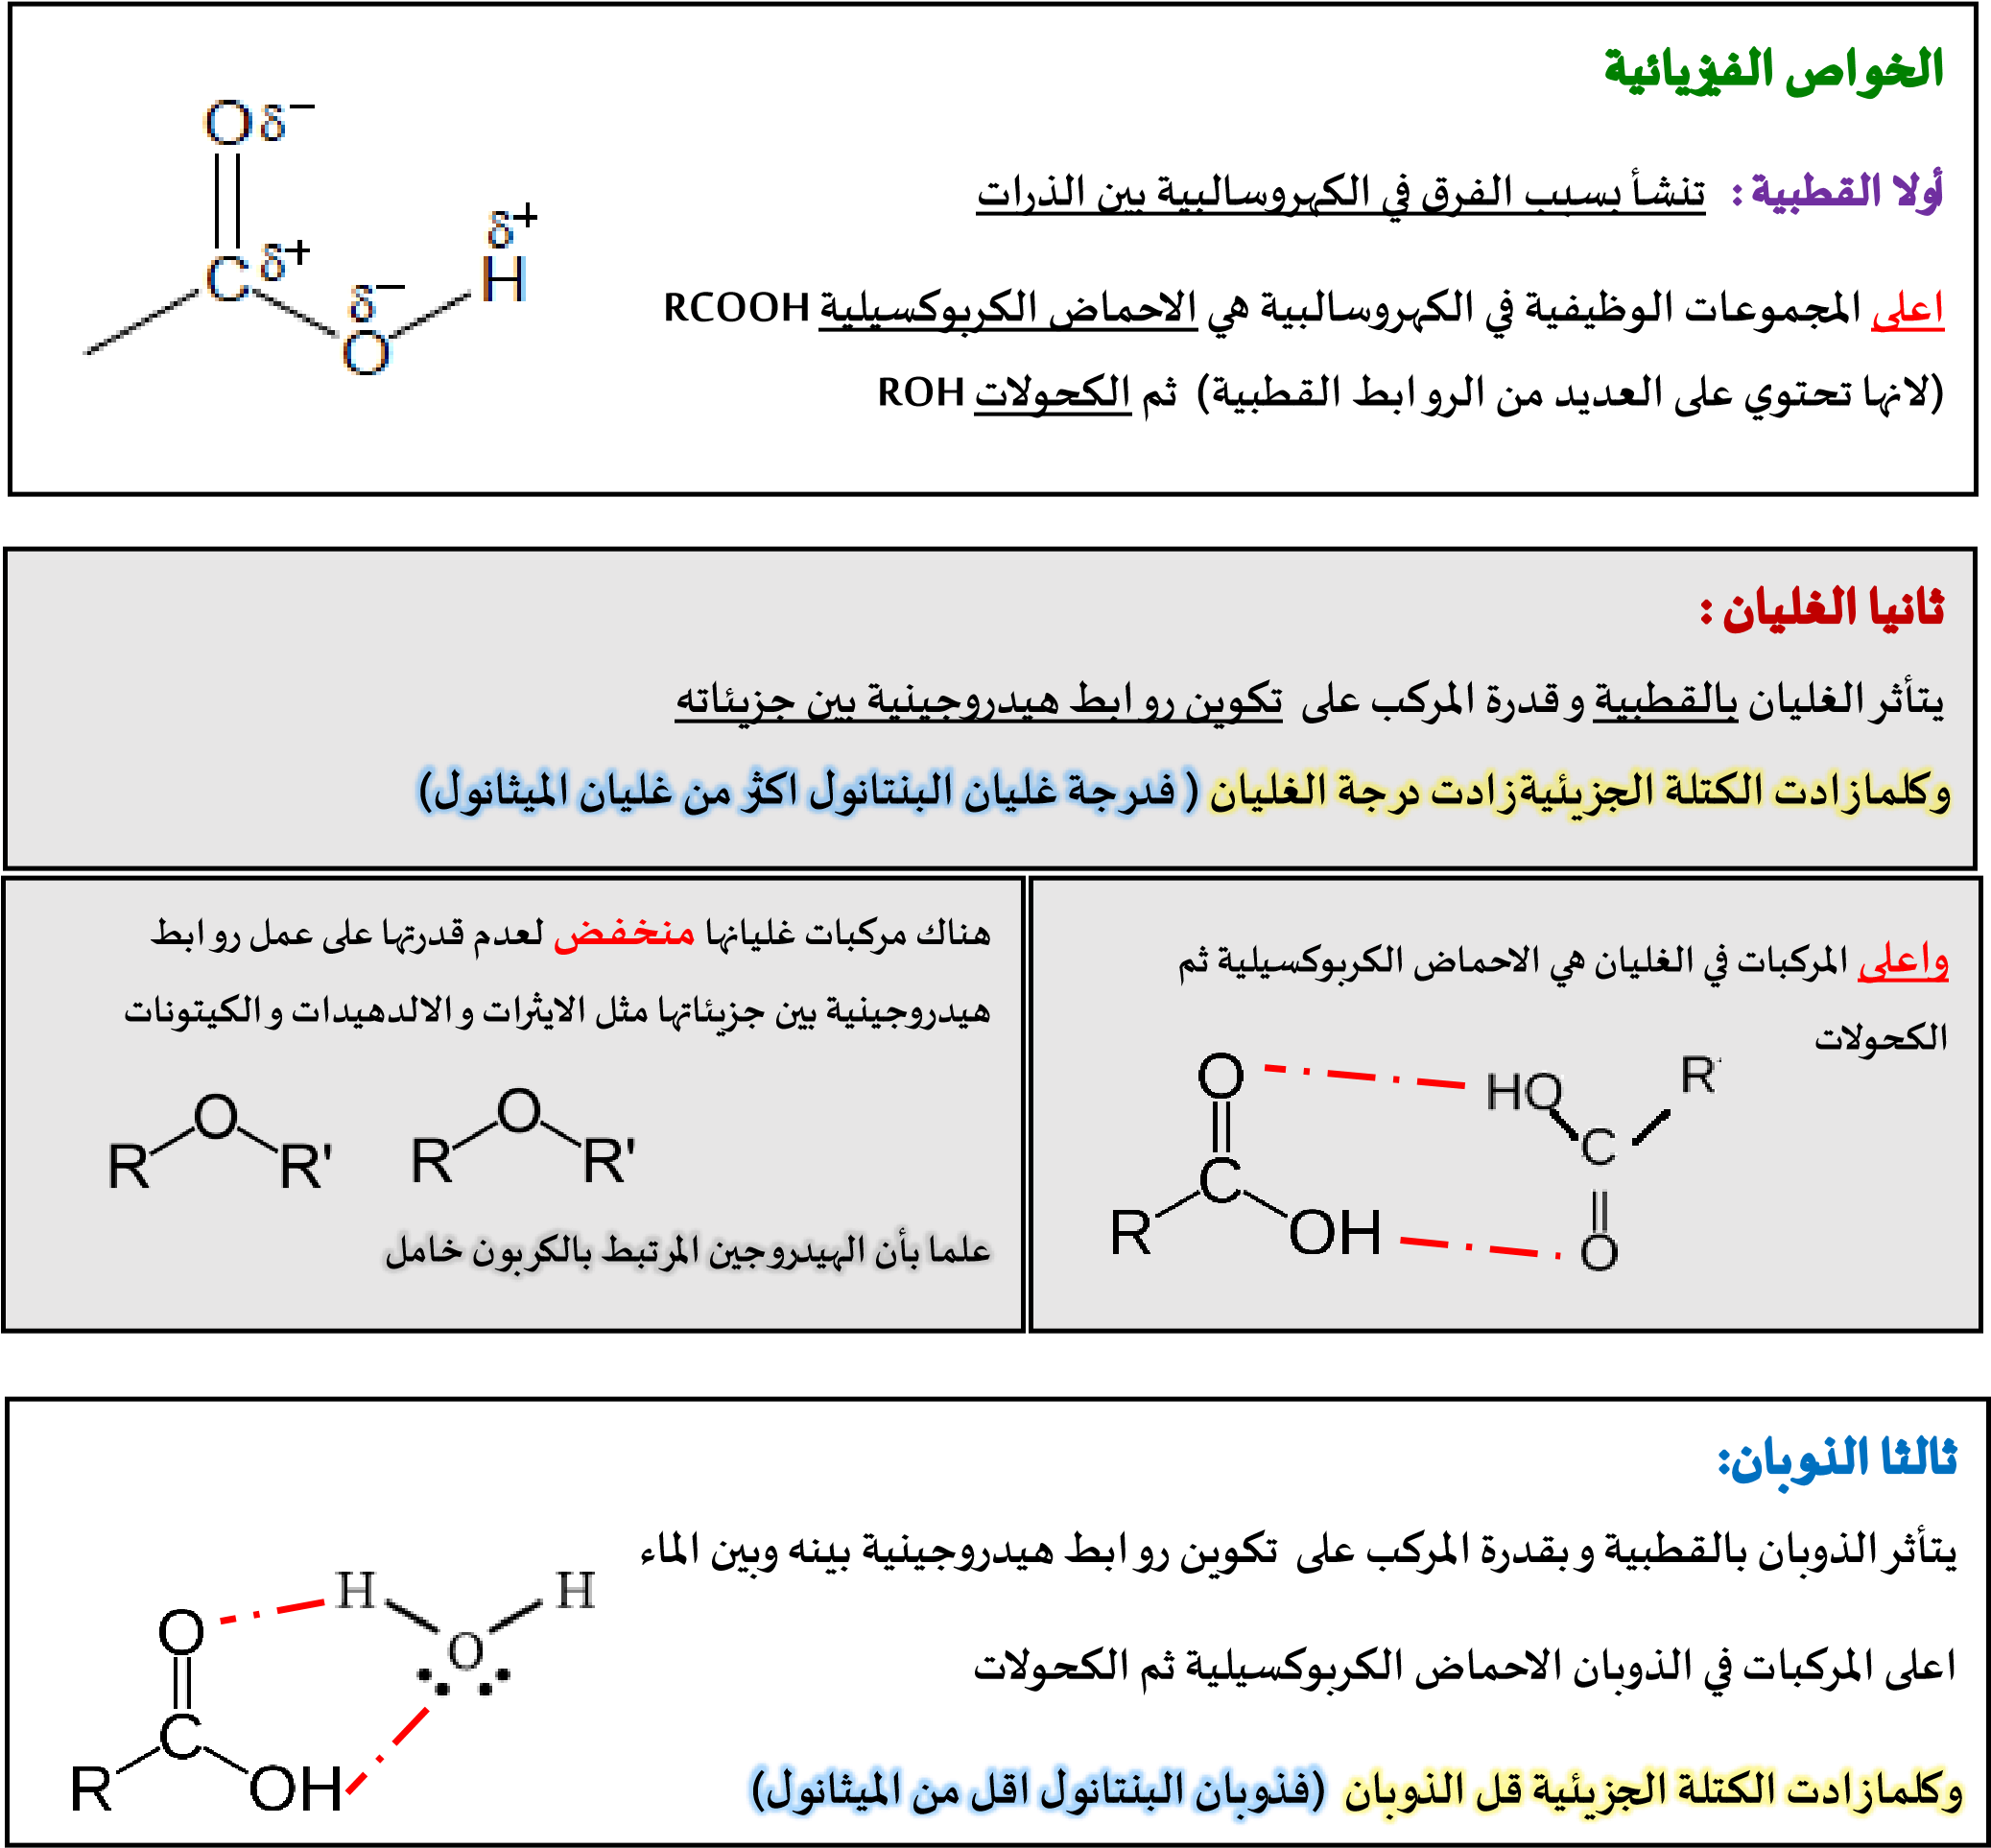 الخواص الفيزيائية
أولا القطبية : تنشأ بسبب الفرق في الكهروسالبية بين الذرات
اعلى المجموعات الوظيفية في الكهروسالبية هي الاحماض الكربوكسيلية RCOOH
(لانها تحتوي على العديد من الروابط القطبية) ثم الكحولات ROH
O δ−
C δ+
δ− O
δ+ H
ثانيا الغليان :
يتأثر الغليان بالقطبية وقدرة المركب على تكوين روابط هيدروجينية بين جزيئاته
وكلمازادت الكتلة الجزيئيةزادت درجة الغليان ( فدرجة غليان البنتانول اكثر من غليان الميثانول)
واعلى المركبات في الغليان هي الاحماض الكربوكسيلية ثم
الكحولات
O HO R'
C C
R OH O
هناك مركبات غليانها منخفض لعدم قدرتها على عمل روابط
هيدروجينية بين جزيئاتها مثل الايثرات والالدهيدات والكيتونات
R O R' R O R'
علما بأن الهيدروجين المرتبط بالكربون خامل
ثالثا الذوبان:
يتأثر الذوبان بالقطبية وبقدرة المركب على تكوين روابط هيدروجينية بينه وبين الماء
اعلى المركبات في الذوبان الاحماض الكربوكسيلية ثم الكحولات
وكلمازادت الكتلة الجزيئية قل الذوبان (فذوبان البنتانول اقل من الميثانول)
H H
O O
C
R OH